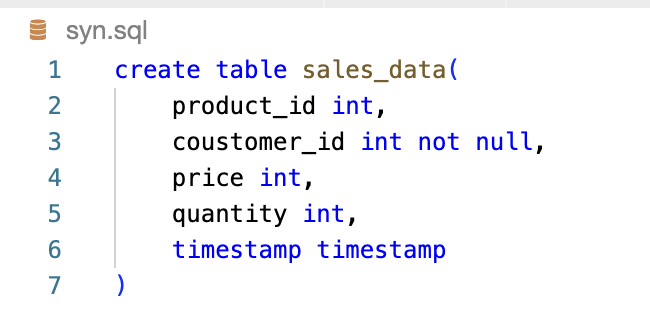 syn.sql
1 create table sales_data(
2 product_id int,
3 coustomer_id int not null,
4 price int,
5 quantity int,
6 timestamp timestamp
7 )